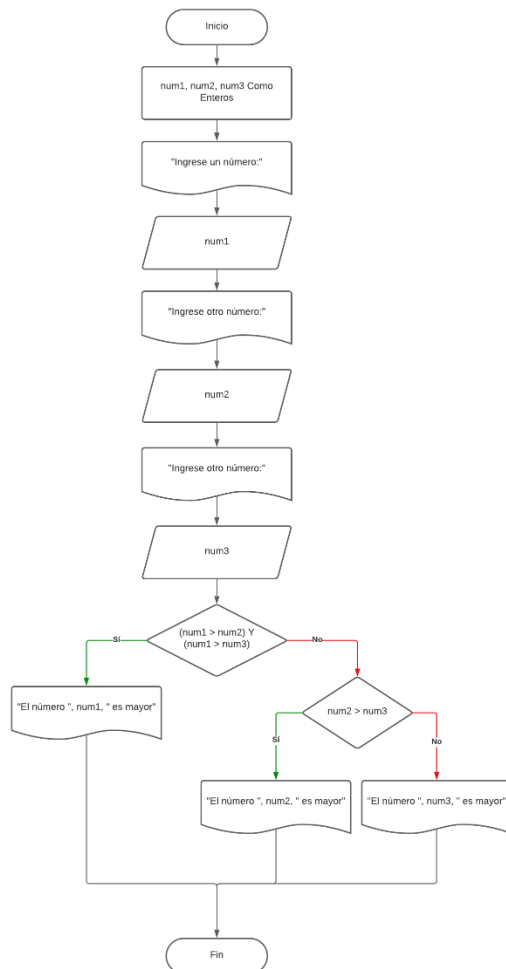 Inicio
num1, num2, num3 Como
Enteros
"Ingrese un número:"
num1
"Ingrese otro número:"
num2
"Ingrese otro número:"
num3
(num1 > num2) Y
(num1 > num3)
Sí
No
"El número ", num1, " es mayor"
num2 > num3
Sí
No
"El número ", num2, " es mayor"
"El número ", num3, " es mayor"
Fin